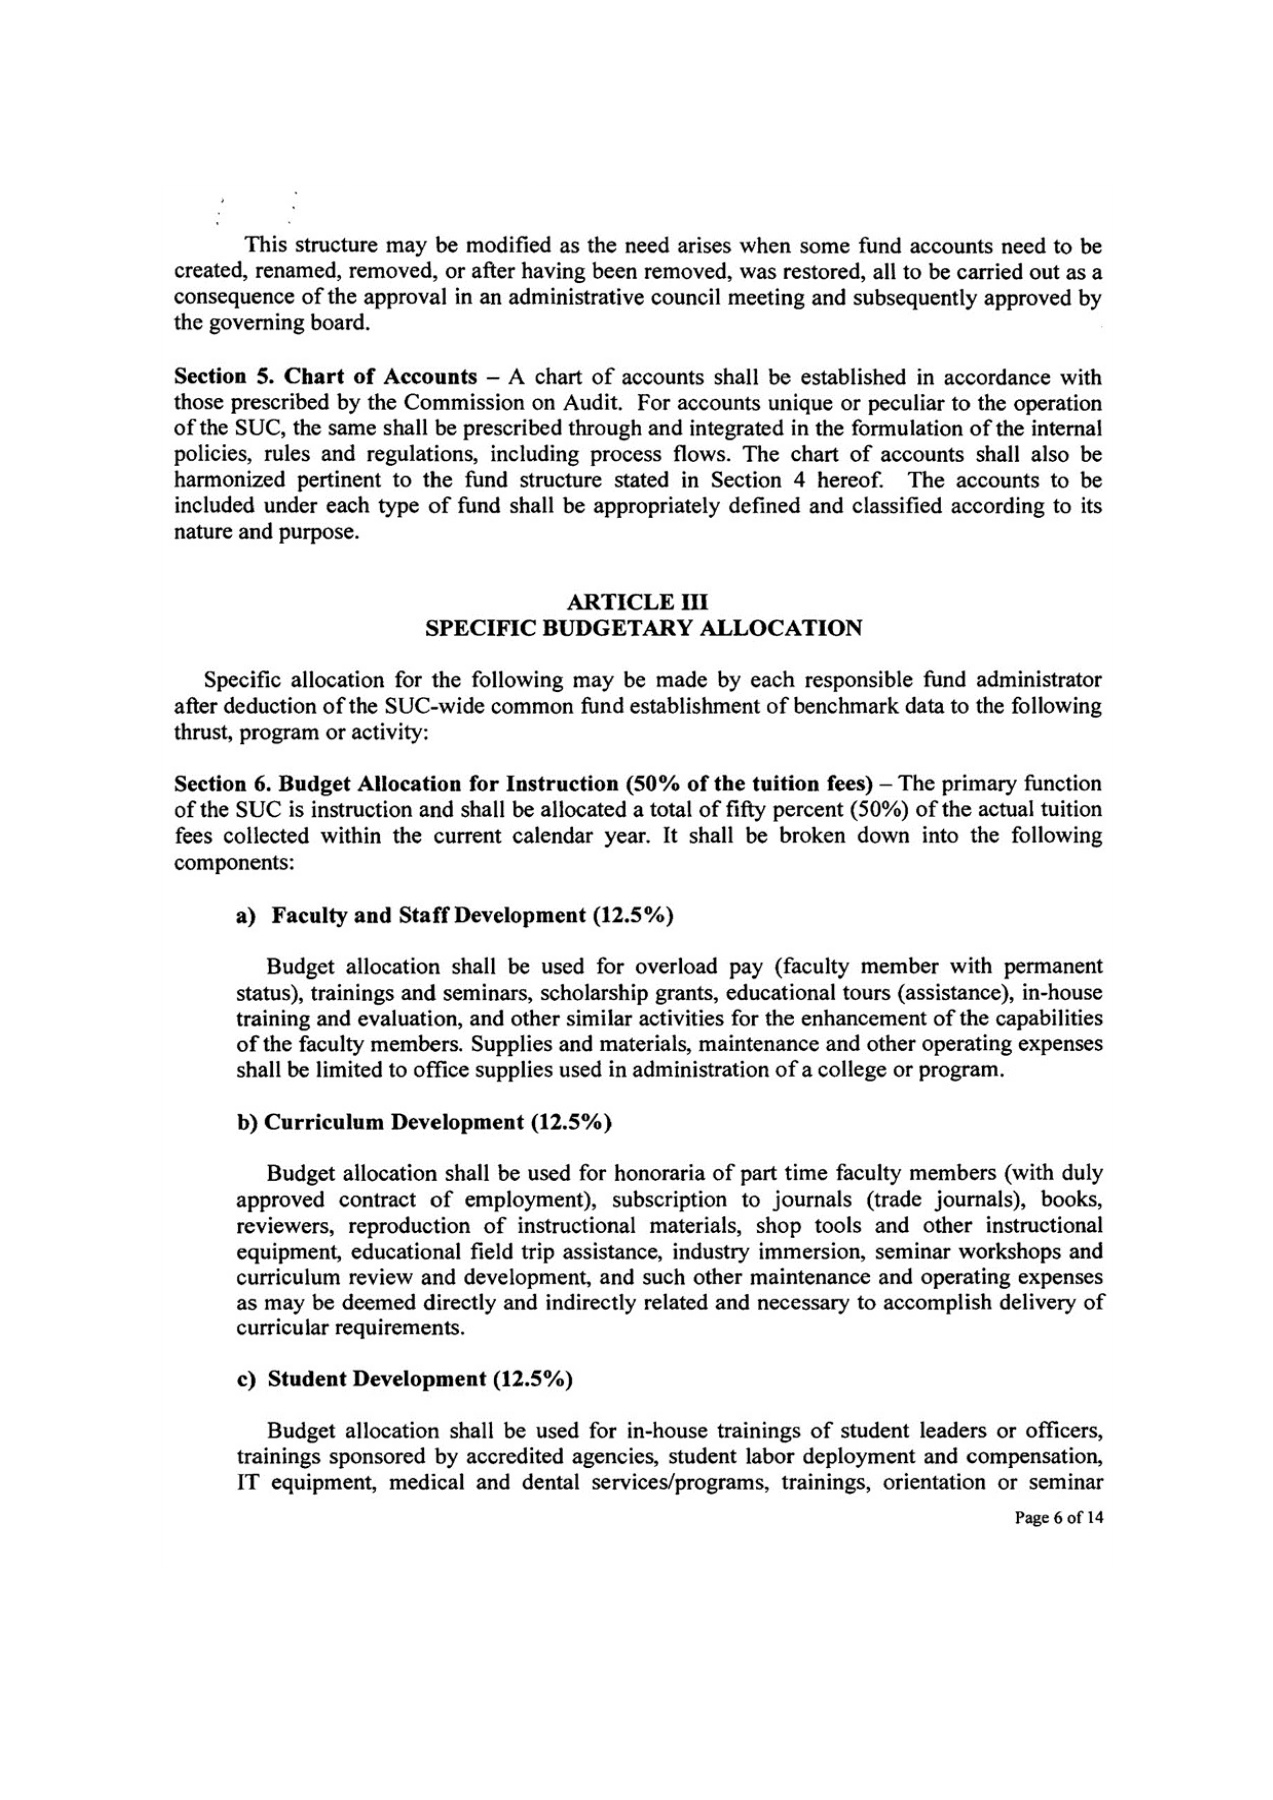 This structure may be modified as the need arises when some fund accounts need to be
created, renamed, removed, or after having been removed, was restored, all to be carried out as a
consequence of the approval in an administrative council meeting and subsequently approved by
the governing board.
Section 5. Chart of Accounts – A chart of accounts shall be established in accordance with
those prescribed by the Commission on Audit. For accounts unique or peculiar to the operation
of the SUC, the same shall be prescribed through and integrated in the formulation of the internal
policies, rules and regulations, including process flows. The chart of accounts shall also be
harmonized pertinent to the fund structure stated in Section 4 hereof. The accounts to be
included under each type of fund shall be appropriately defined and classified according to its
nature and purpose.
ARTICLE III
SPECIFIC BUDGETARY ALLOCATION
Specific allocation for the following may be made by each responsible fund administrator
after deduction of the SUC-wide common fund establishment of benchmark data to the following
thrust, program or activity:
Section 6. Budget Allocation for Instruction (50% of the tuition fees) – The primary function
of the SUC is instruction and shall be allocated a total of fifty percent (50%) of the actual tuition
fees collected within the current calendar year. It shall be broken down into the following
components:
a) Faculty and Staff Development (12.5%)
Budget allocation shall be used for overload pay (faculty member with permanent
status), trainings and seminars, scholarship grants, educational tours (assistance), in-house
training and evaluation, and other similar activities for the enhancement of the capabilities
of the faculty members. Supplies and materials, maintenance and other operating expenses
shall be limited to office supplies used in administration of a college or program.
b) Curriculum Development (12.5%)
Budget allocation shall be used for honoraria of part time faculty members (with duly
approved contract of employment), subscription to journals (trade journals), books,
reviewers, reproduction of instructional materials, shop tools and other instructional
equipment, educational field trip assistance, industry immersion, seminar workshops and
curriculum review and development, and such other maintenance and operating expenses
as may be deemed directly and indirectly related and necessary to accomplish delivery of
curricular requirements.
c) Student Development (12.5%)
Budget allocation shall be used for in-house trainings of student leaders or officers,
trainings sponsored by accredited agencies, student labor deployment and compensation,
IT equipment, medical and dental services/programs, trainings, orientation or seminar
Page 6 of 14